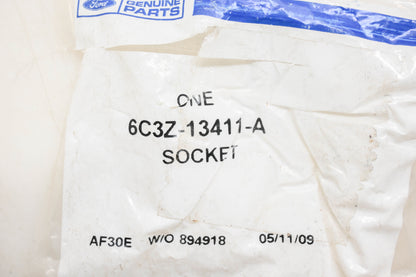 Ford GENUINE
PARTS
ONE
6C3Z-13411-A
SOCKET
AF30E W/O 894918 05/11/09